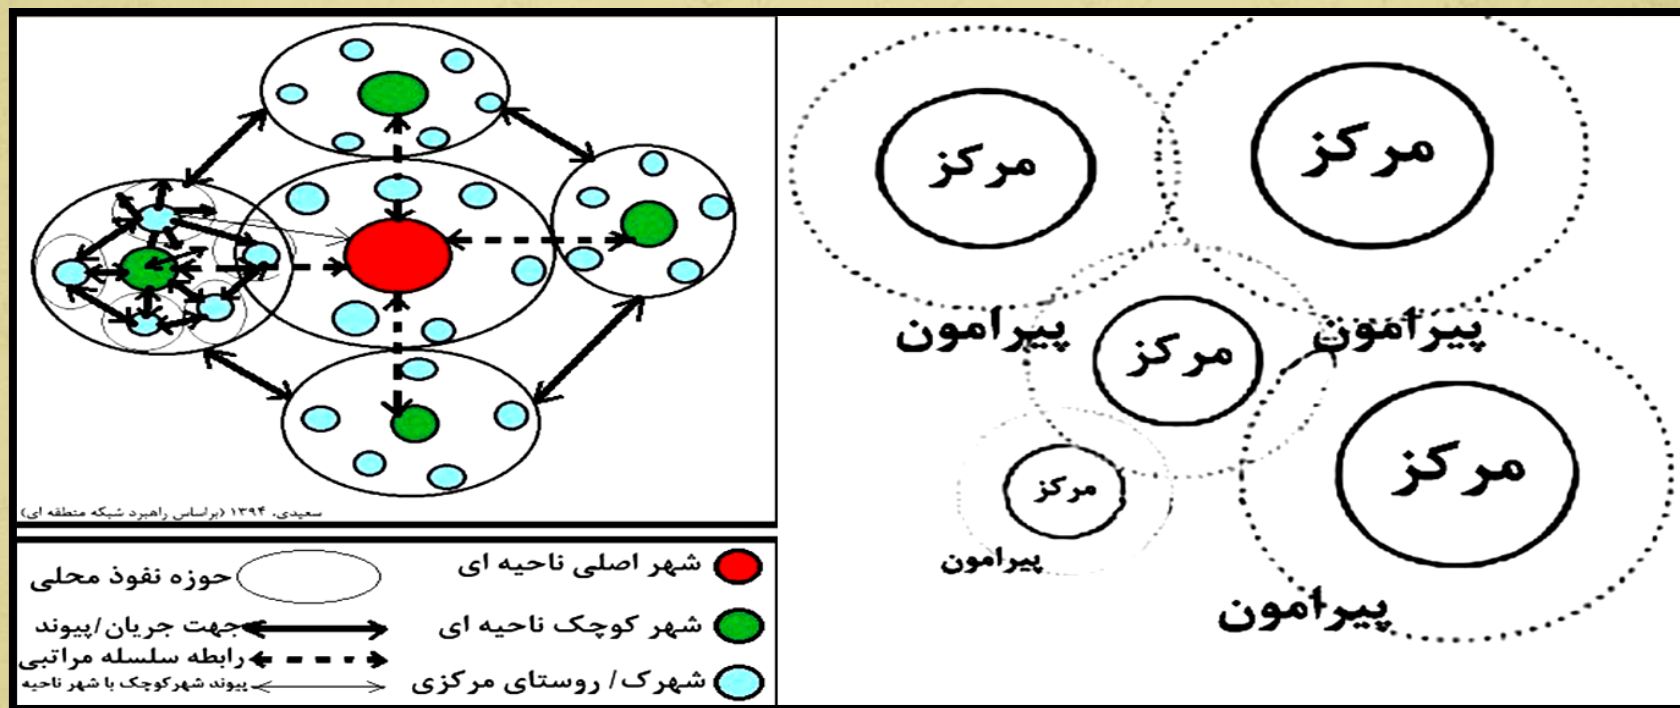 سعیدی، ۱۳۹۴ (براساس راهبرد شبکه منطقه ای)
شهر اصلی ناحیه ای
شهر کوچک ناحیه ای
شهرک/ روستای مرکزی
حوزه نفوذ محلی
جهت جریان/پیوند
رابطه سلسله مراتبی
پیوند شهرکوچک با شهر ناحیه
مرکز
مرکز
پیرامون
پیرامون
مرکز
مرکز
مرکز
پیرامون
پیرامون